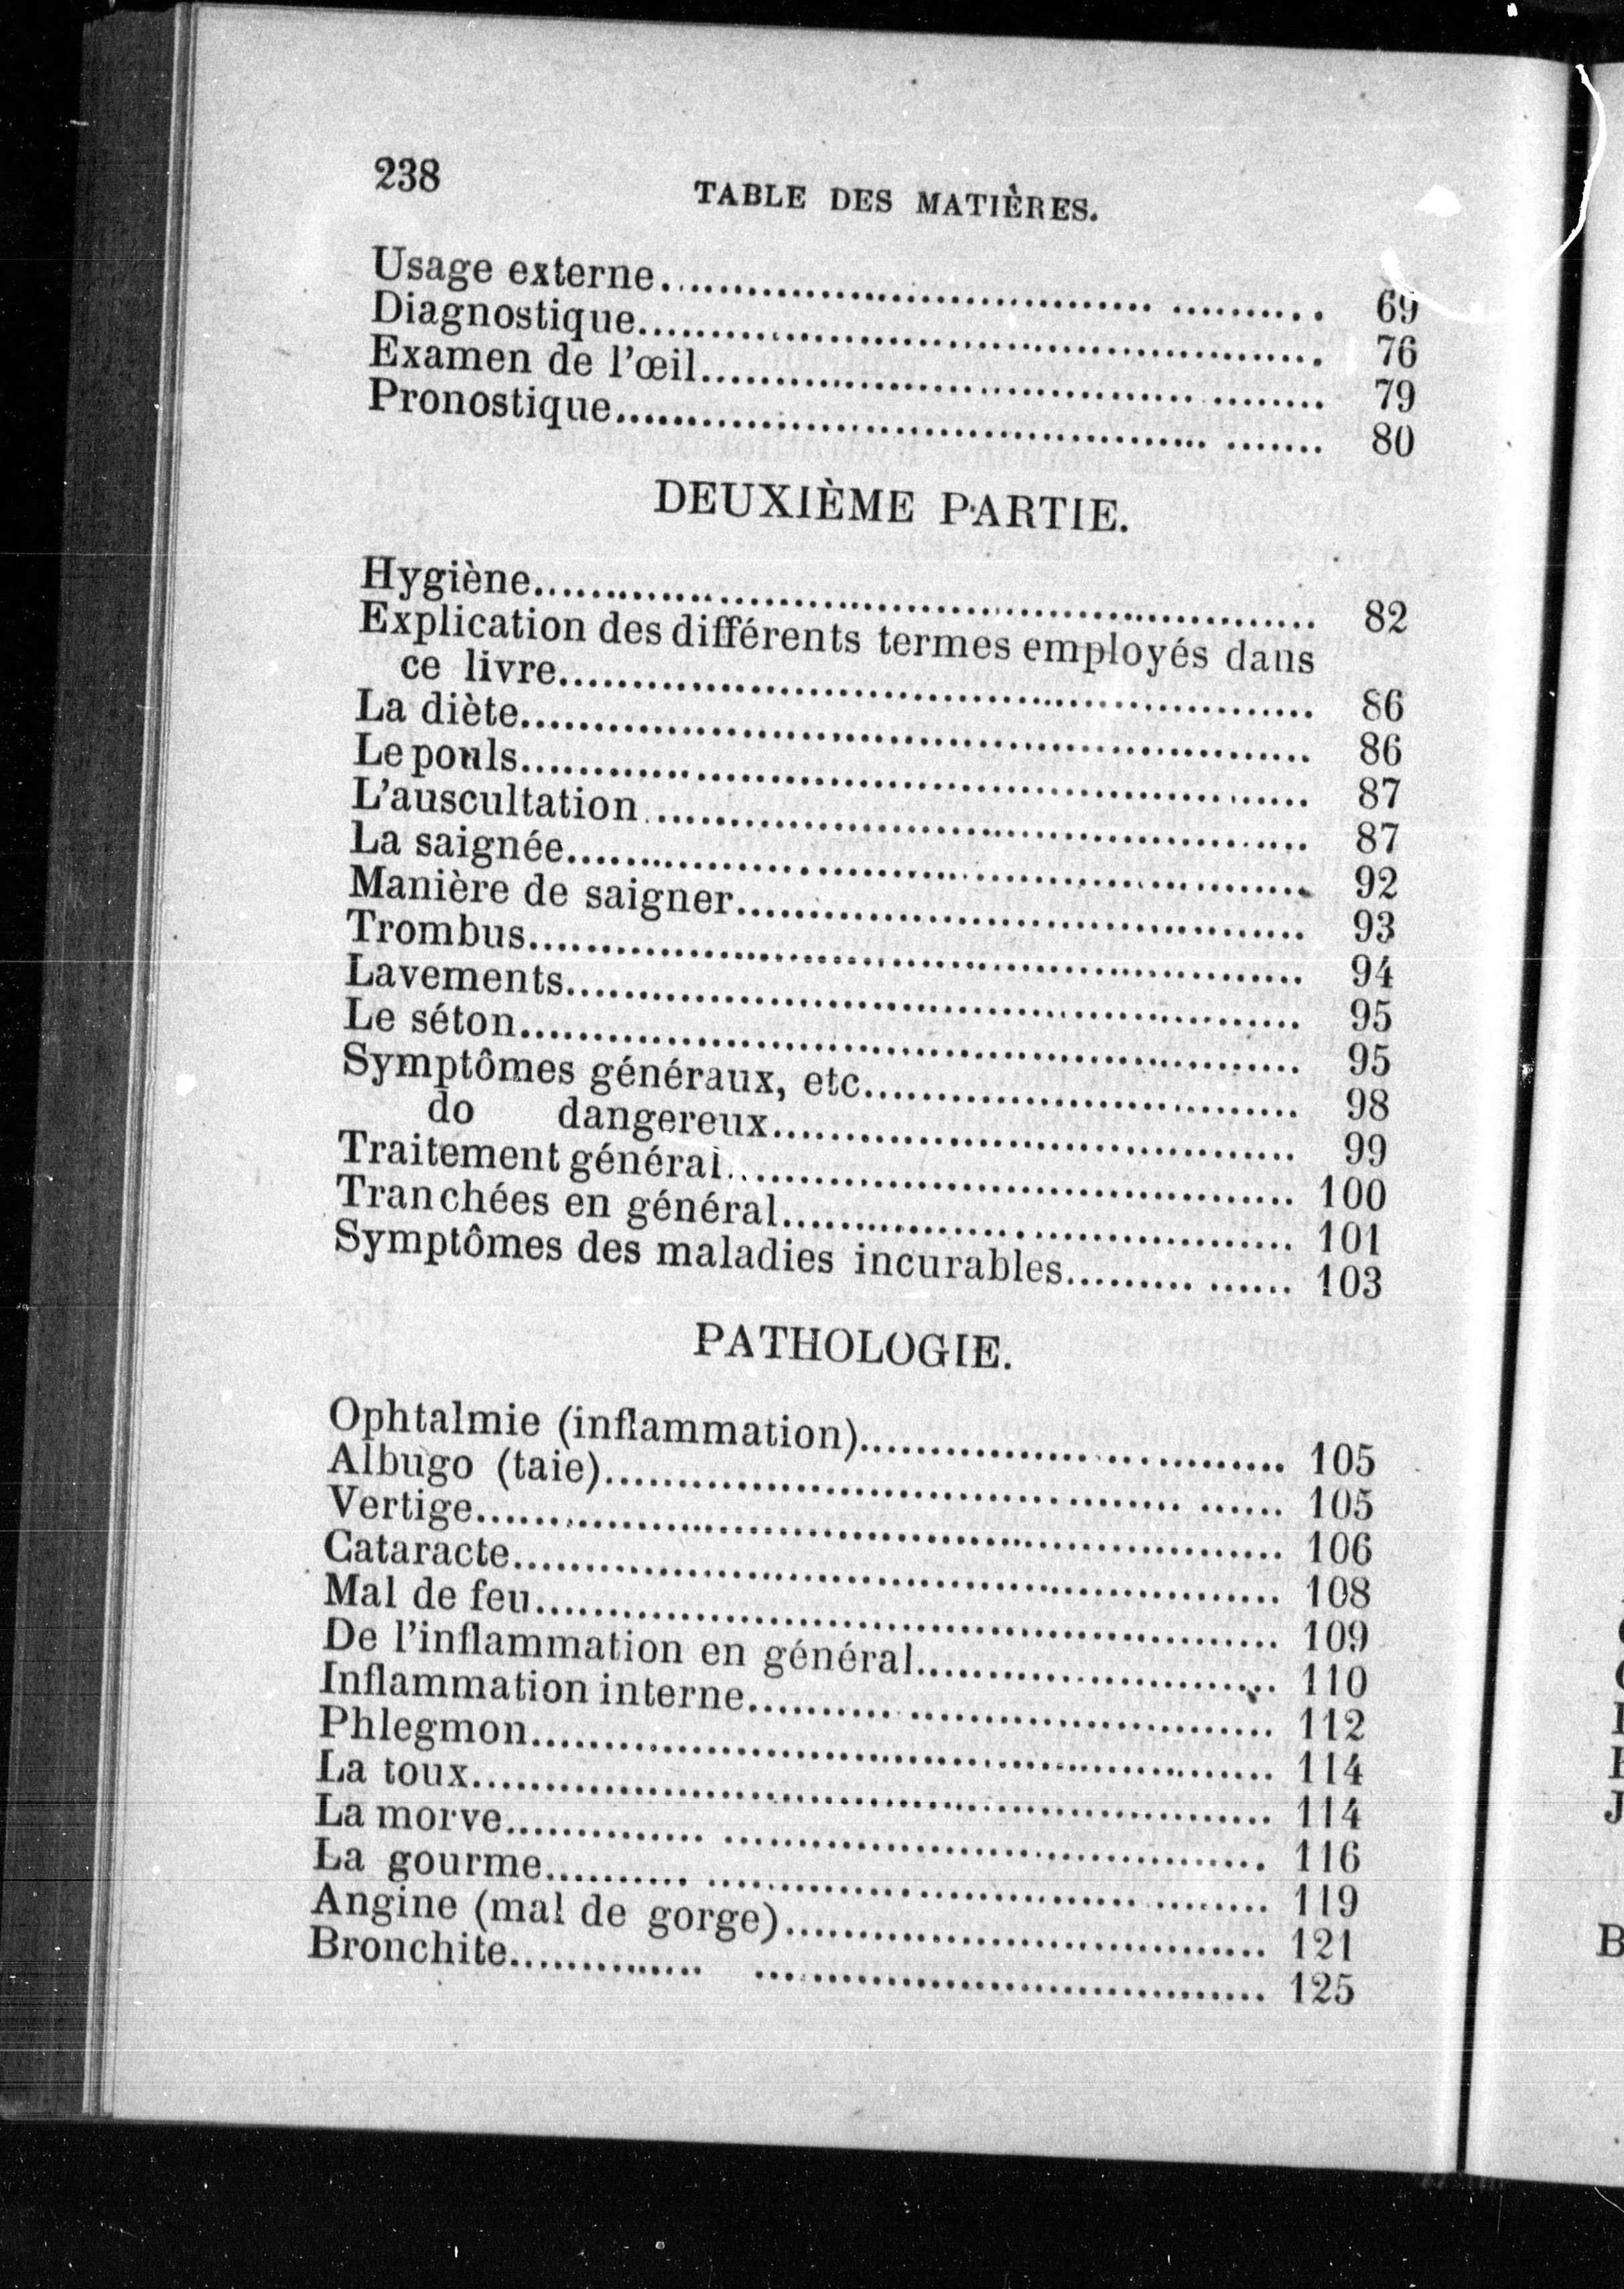 238
TABLE DES MATIÈRES.
Usage externe........................................ 69
Diagnostique........................................ 76
Examen de l'œil........................................ 79
Pronostique........................................ 80
DEUXIÈME PARTIE.
Hygiène........................................ 82
Explication des différents termes employés dans
ce livre........................................ 86
La diète........................................ 86
Le pouls........................................ 87
L'auscultation........................................ 87
La saignée........................................ 92
Manière de saigner........................................ 93
Trombus........................................ 94
Lavements........................................ 95
Le séton........................................ 95
Symptômes généraux, etc.............................. 98
do dangereux.............................. 99
Traitement général.............................. 100
Tranchées en général.............................. 101
Symptômes des maladies incurables............... 103
PATHOLOGIE.
Ophtalmie (inflammation).............................. 105
Albugo (taie)........................................ 105
Vertige........................................ 106
Cataracte........................................ 108
Mal de feu........................................ 109
De l'inflammation en général......................... 110
Inflammation interne.............................. 112
Phlegmon........................................ 114
La toux........................................ 114
La morve........................................ 116
La gourme........................................ 119
Angine (mal de gorge).............................. 121
Bronchite........................................ 125